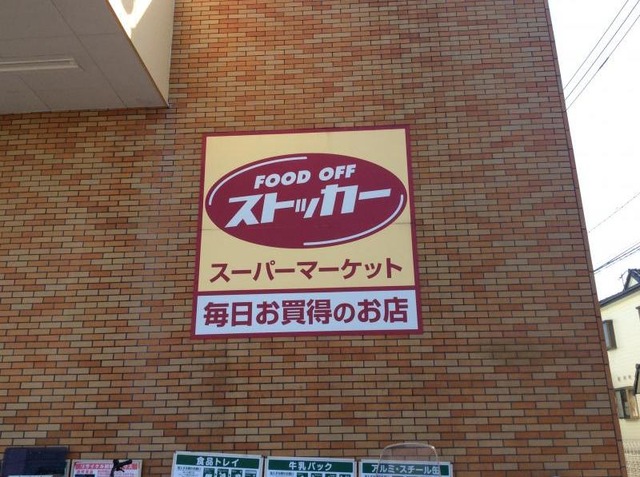 FOOD OFF
ストッカー
スーパーマーケット
毎日お買得のお店
食品トレイ
牛乳パック
アルミ・スチール缶